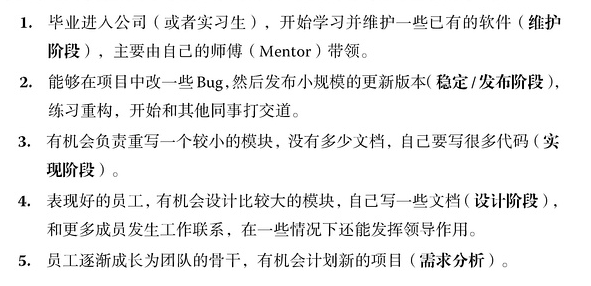 1. 毕业进入公司（或者实习生），开始学习并维护一些已有的软件（维护
阶段），主要由自己的师傅（Mentor）带领。
2. 能够在项目中改一些 Bug,然后发布小规模的更新版本（稳定 / 发布阶段），
练习重构，开始和其他同事打交道。
3. 有机会负责重写一个较小的模块，没有多少文档，自己要写很多代码（实
现阶段）。
4. 表现好的员工，有机会设计比较大的模块，自己写一些文档（设计阶段），
和更多成员发生工作联系，在一些情况下还能发挥领导作用。
5. 员工逐渐成长为团队的骨干，有机会计划新的项目（需求分析）。